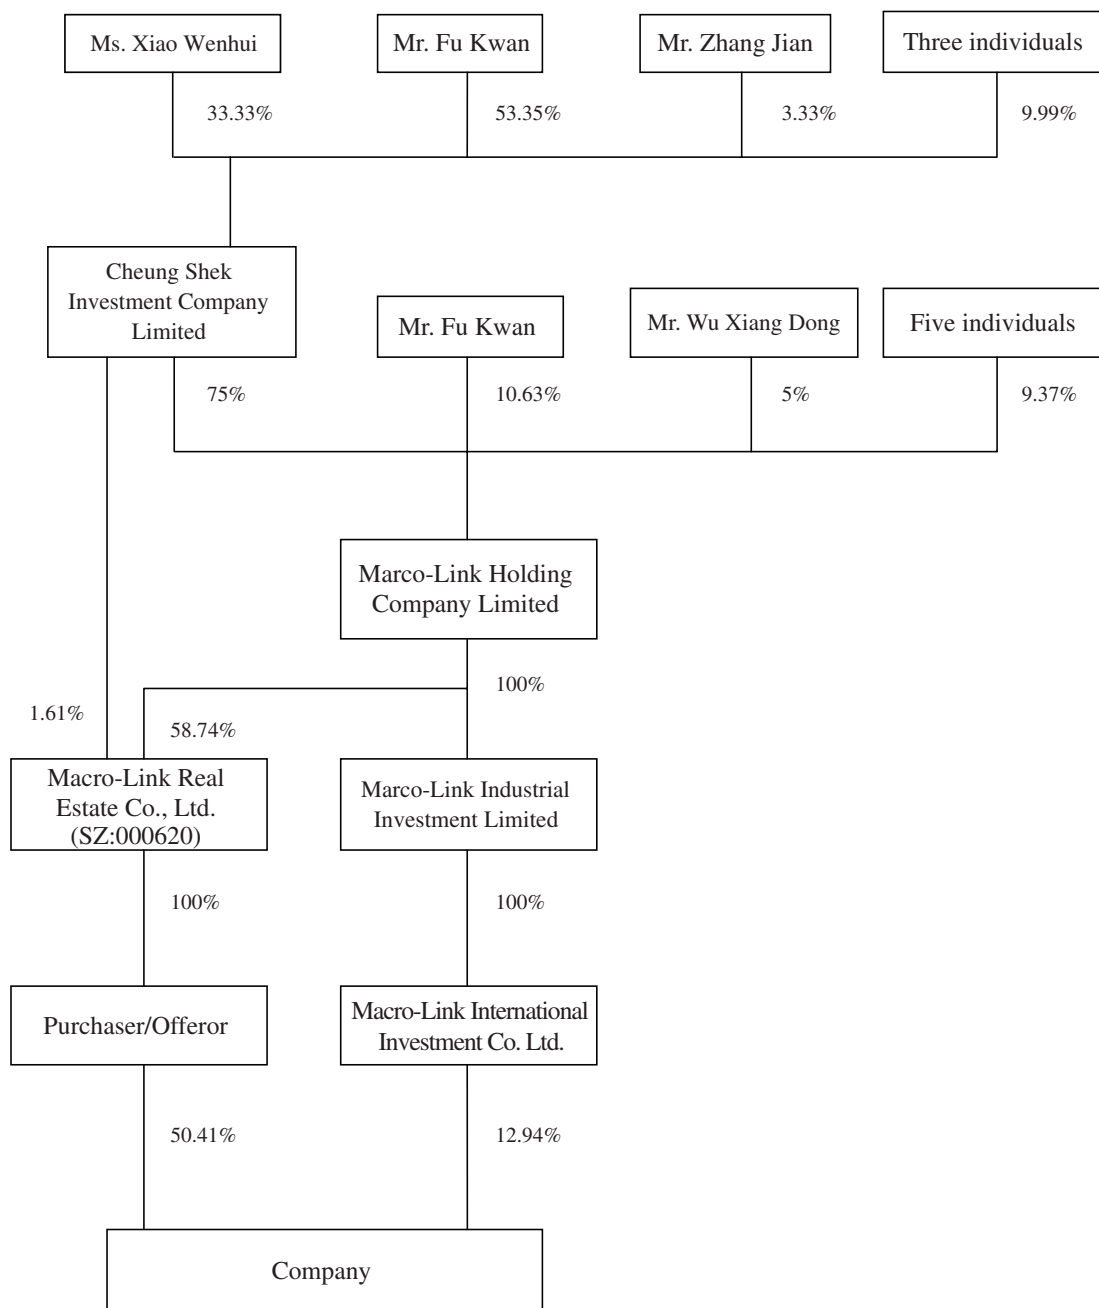 Ms. Xiao Wenhui
Mr. Fu Kwan
Mr. Zhang Jian
Three individuals
33.33%
53.35%
3.33%
9.99%
Cheung Shek
Investment Company
Limited
Mr. Fu Kwan
Mr. Wu Xiang Dong
Five individuals
75%
10.63%
5%
9.37%
Marco-Link Holding
Company Limited
100%
1.61%
58.74%
Macro-Link Real
Estate Co., Ltd.
(SZ:000620)
Marco-Link Industrial
Investment Limited
100%
100%
Purchaser/Offeror
Macro-Link International
Investment Co. Ltd.
50.41%
12.94%
Company